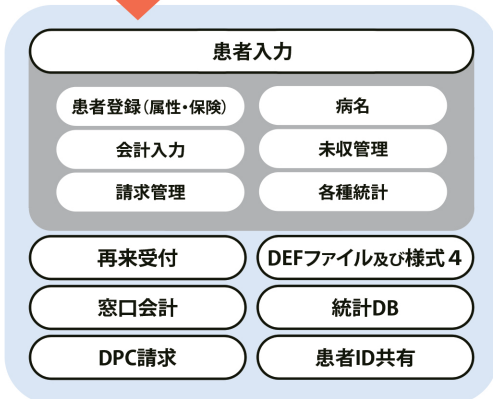 患者入力
患者登録（属性・保険）
病名
会計入力
未収管理
請求管理
各種統計
再来受付
DEFファイル及び様式４
窓口会計
統計DB
DPC請求
患者ID共有